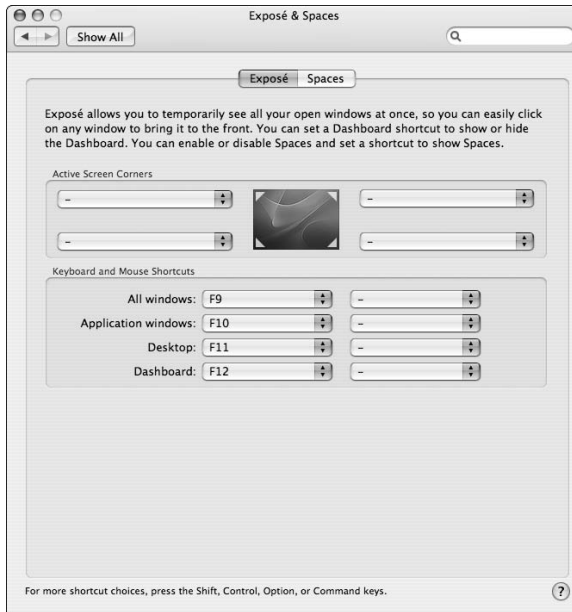 Exposé & Spaces
Show All
Exposé Spaces
Exposé allows you to temporarily see all your open windows at once, so you can easily click
on any window to bring it to the front. You can set a Dashboard shortcut to show or hide
the Dashboard. You can enable or disable Spaces and set a shortcut to show Spaces.
Active Screen Corners
– –
– –
Keyboard and Mouse Shortcuts
All windows: F9 –
Application windows: F10 –
Desktop: F11 –
Dashboard: F12 –
For more shortcut choices, press the Shift, Control, Option, or Command keys. ?